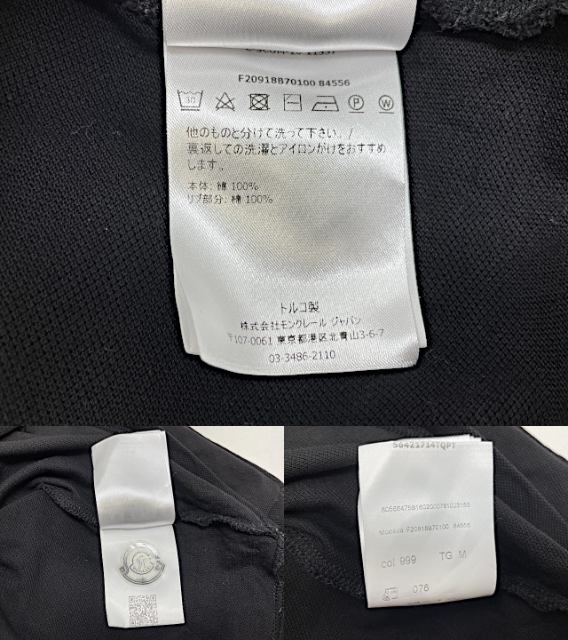 F20918B70100 84556
30
P
W
他のものと分けて洗って下さい。/
裏返しての洗濯とアイロンがけをおすすめ
します。
本体: 綿 100%
リブ部分: 綿 100%
トルコ製
株式会社モンクレール ジャパン
〒107-0061 東京都港区北青山3-6-7
03-3486-2110
F20918B70100 84556
col 999 TG M
076